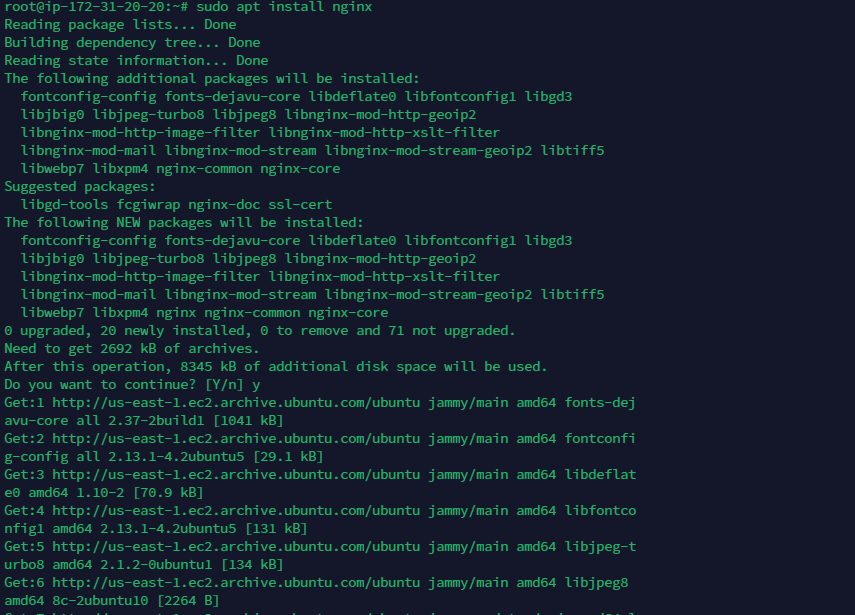 root@ip-172-31-20-20:~# sudo apt install nginx
Reading package lists... Done
Building dependency tree... Done
Reading state information... Done
The following additional packages will be installed:
  fontconfig-config fonts-dejavu-core libdeflate0 libfontconfig1 libgd3
  libjbig0 libjpeg-turbo8 libjpeg8 libnginx-mod-http-geoip2
  libnginx-mod-http-image-filter libnginx-mod-http-xslt-filter
  libnginx-mod-mail libnginx-mod-stream libnginx-mod-stream-geoip2 libtiff5
  libwebp7 libxpm4 nginx-common nginx-core
Suggested packages:
  libgd-tools fcgiwrap nginx-doc ssl-cert
The following NEW packages will be installed:
  fontconfig-config fonts-dejavu-core libdeflate0 libfontconfig1 libgd3
  libjbig0 libjpeg-turbo8 libjpeg8 libnginx-mod-http-geoip2
  libnginx-mod-http-image-filter libnginx-mod-http-xslt-filter
  libnginx-mod-mail libnginx-mod-stream libnginx-mod-stream-geoip2 libtiff5
  libwebp7 libxpm4 nginx nginx-common nginx-core
0 upgraded, 20 newly installed, 0 to remove and 71 not upgraded.
Need to get 2692 kB of archives.
After this operation, 8345 kB of additional disk space will be used.
Do you want to continue? [Y/n] y
Get:1 http://us-east-1.ec2.archive.ubuntu.com/ubuntu jammy/main amd64 fonts-dej
avu-core all 2.37-2build1 [1041 kB]
Get:2 http://us-east-1.ec2.archive.ubuntu.com/ubuntu jammy/main amd64 fontconfi
g-config all 2.13.1-4.2ubuntu5 [29.1 kB]
Get:3 http://us-east-1.ec2.archive.ubuntu.com/ubuntu jammy/main amd64 libdeflat
e0 amd64 1.10-2 [70.9 kB]
Get:4 http://us-east-1.ec2.archive.ubuntu.com/ubuntu jammy/main amd64 libfontco
nfig1 amd64 2.13.1-4.2ubuntu5 [131 kB]
Get:5 http://us-east-1.ec2.archive.ubuntu.com/ubuntu jammy/main amd64 libjpeg-t
urbo8 amd64 2.1.2-0ubuntu1 [134 kB]
Get:6 http://us-east-1.ec2.archive.ubuntu.com/ubuntu jammy/main amd64 libjpeg8
amd64 8c-2ubuntu10 [2264 B]